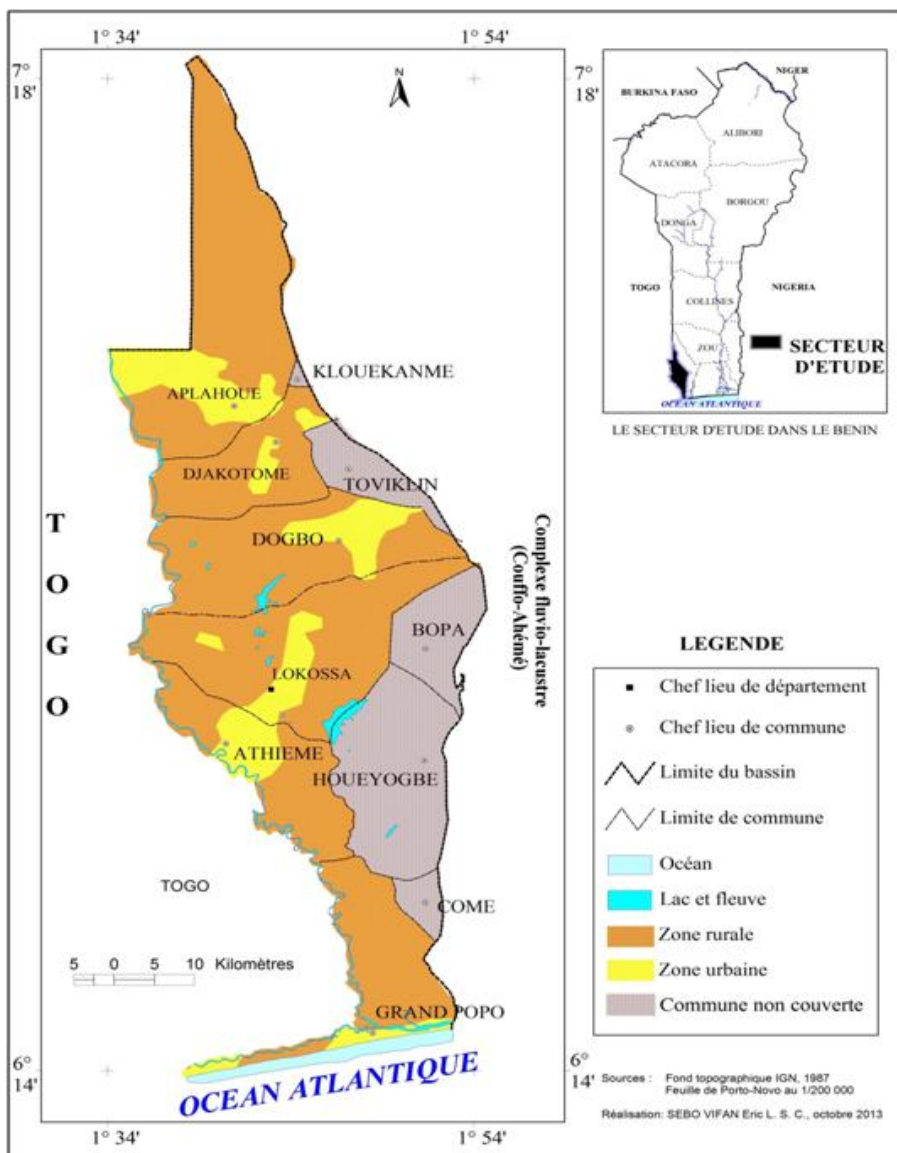 1° 34'
1° 54'
7°
18'
7°
18'
N
KLOUEKANME
APLAHOUE
DJAKOTOME
TOVIKLIN
DOGBO
BOPA
LOKOSSA
ATHIEME
HOUEYOGBE
COME
GRAND POPO
TOGO
TOGO
Complexe fluvio-lacustre
(Couffo-Ahémé)
5 0 5 10 Kilomètres
OCEAN ATLANTIQUE
6°
14'
6°
14'
1° 34'
1° 54'
NIGER
BURKINA FASO
ALIBORI
ATACORA
BORGOU
DONGA
TOGO
NIGERIA
COLLINES
ZOU
SECTEUR
D'ETUDE
OCEAN ATLANTIQUE
LE SECTEUR D'ETUDE DANS LE BENIN
LEGENDE
Chef lieu de département
Chef lieu de commune
Limite du bassin
Limite de commune
Océan
Lac et fleuve
Zone rurale
Zone urbaine
Commune non couverte
Sources : Fond topographique IGN, 1987
Feuille de Porto-Novo au 1/200 000
Réalisation: SEBO VIFAN Eric L. S. C., octobre 2013